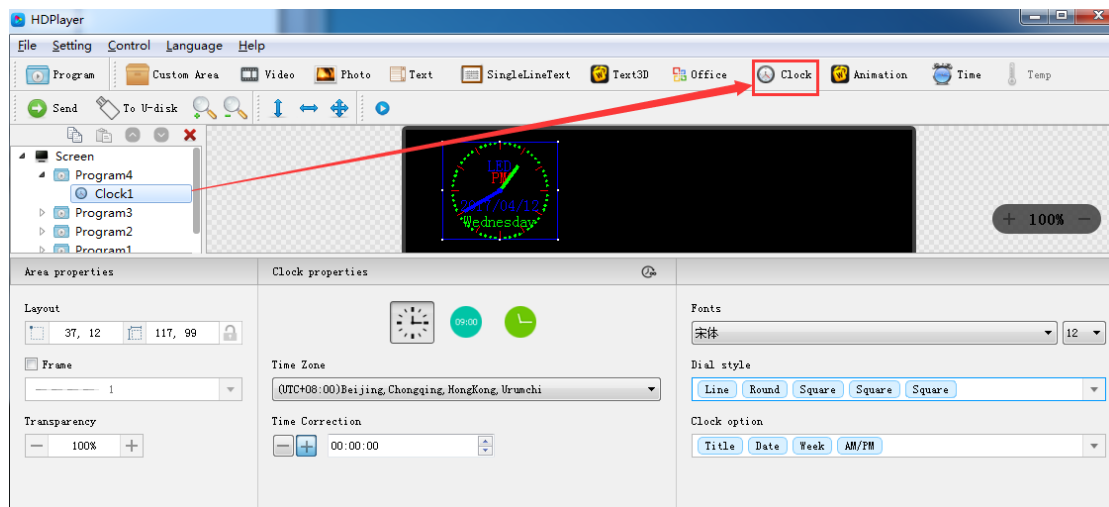 HDPlayer
File Setting Control Language Help
Program Custom Area Video Photo Text SingleLineText Text3D Office Clock Animation Time Temp
Send To U-disk
Screen
Program4
Clock1
Program3
Program2
Program1
LED
PM
2017/04/12
Wednesday
+ 100% −
Area properties Clock properties
Layout
37, 12 117, 99
Frame
1
Transparency
— 100% +
09:00
Time Zone
(UTC+08:00)Beijing, Chongqing, HongKong, Urumchi
Time Correction
— + 00:00:00
Fonts
宋体 12
Dial style
Line Round Square Square Square
Clock option
Title Date Week AM/PM